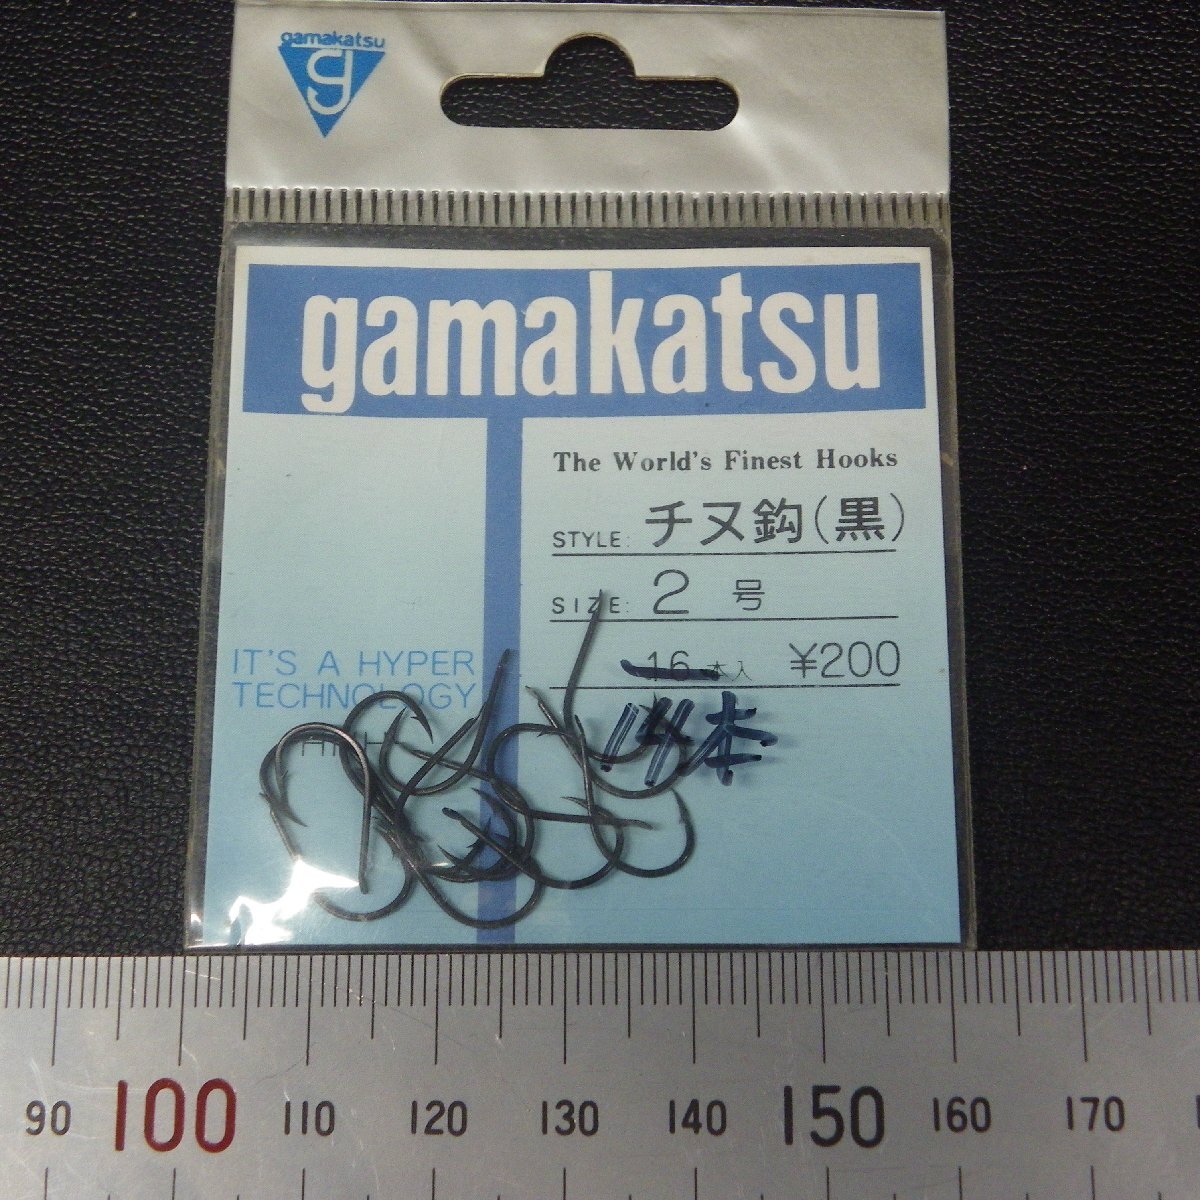 gamakatsu
g
gamakatsu
The World's Finest Hooks
STYLE: チヌ鈎(黒)
SIZE: 2 号
16 本入 ¥200
14本
IT'S A HYPER
TECHNOLOGY
90 100 110 120 130 140 150 160 170